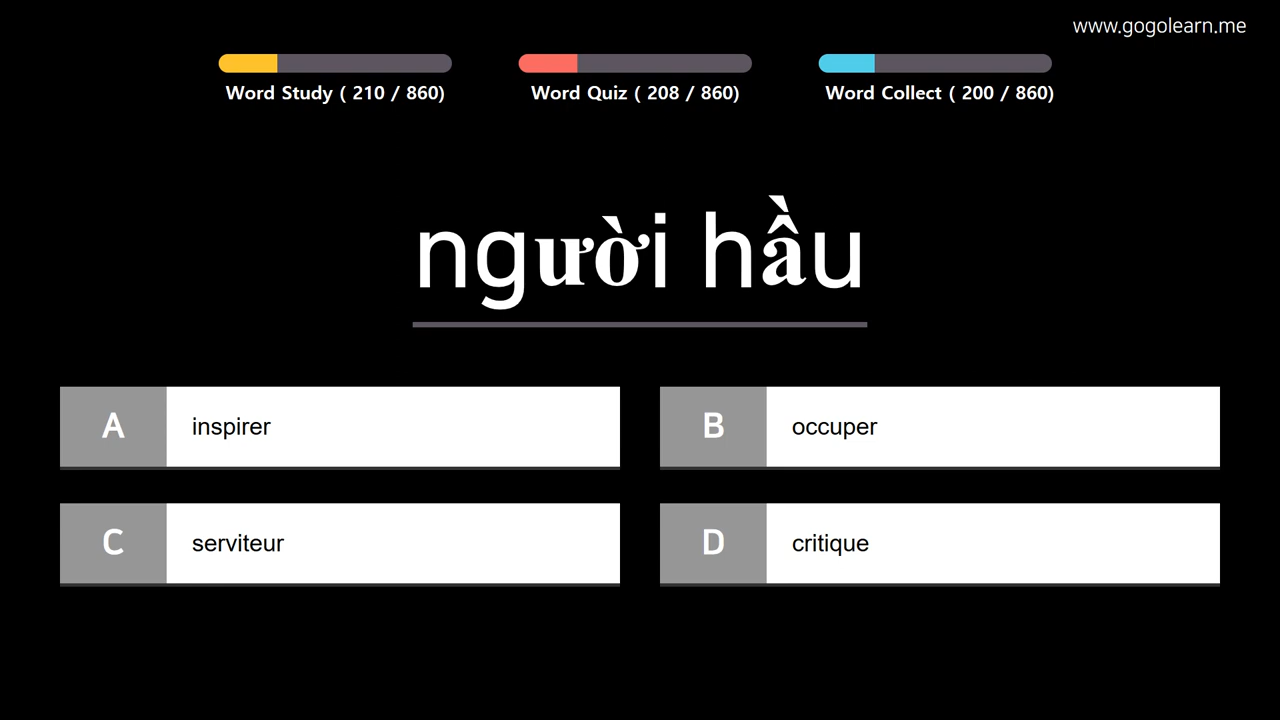 www.gogolearn.me
Word Study ( 210 / 860)
Word Quiz ( 208 / 860)
Word Collect ( 200 / 860)
người hầu
A
inspirer
B
occuper
C
serviteur
D
critique